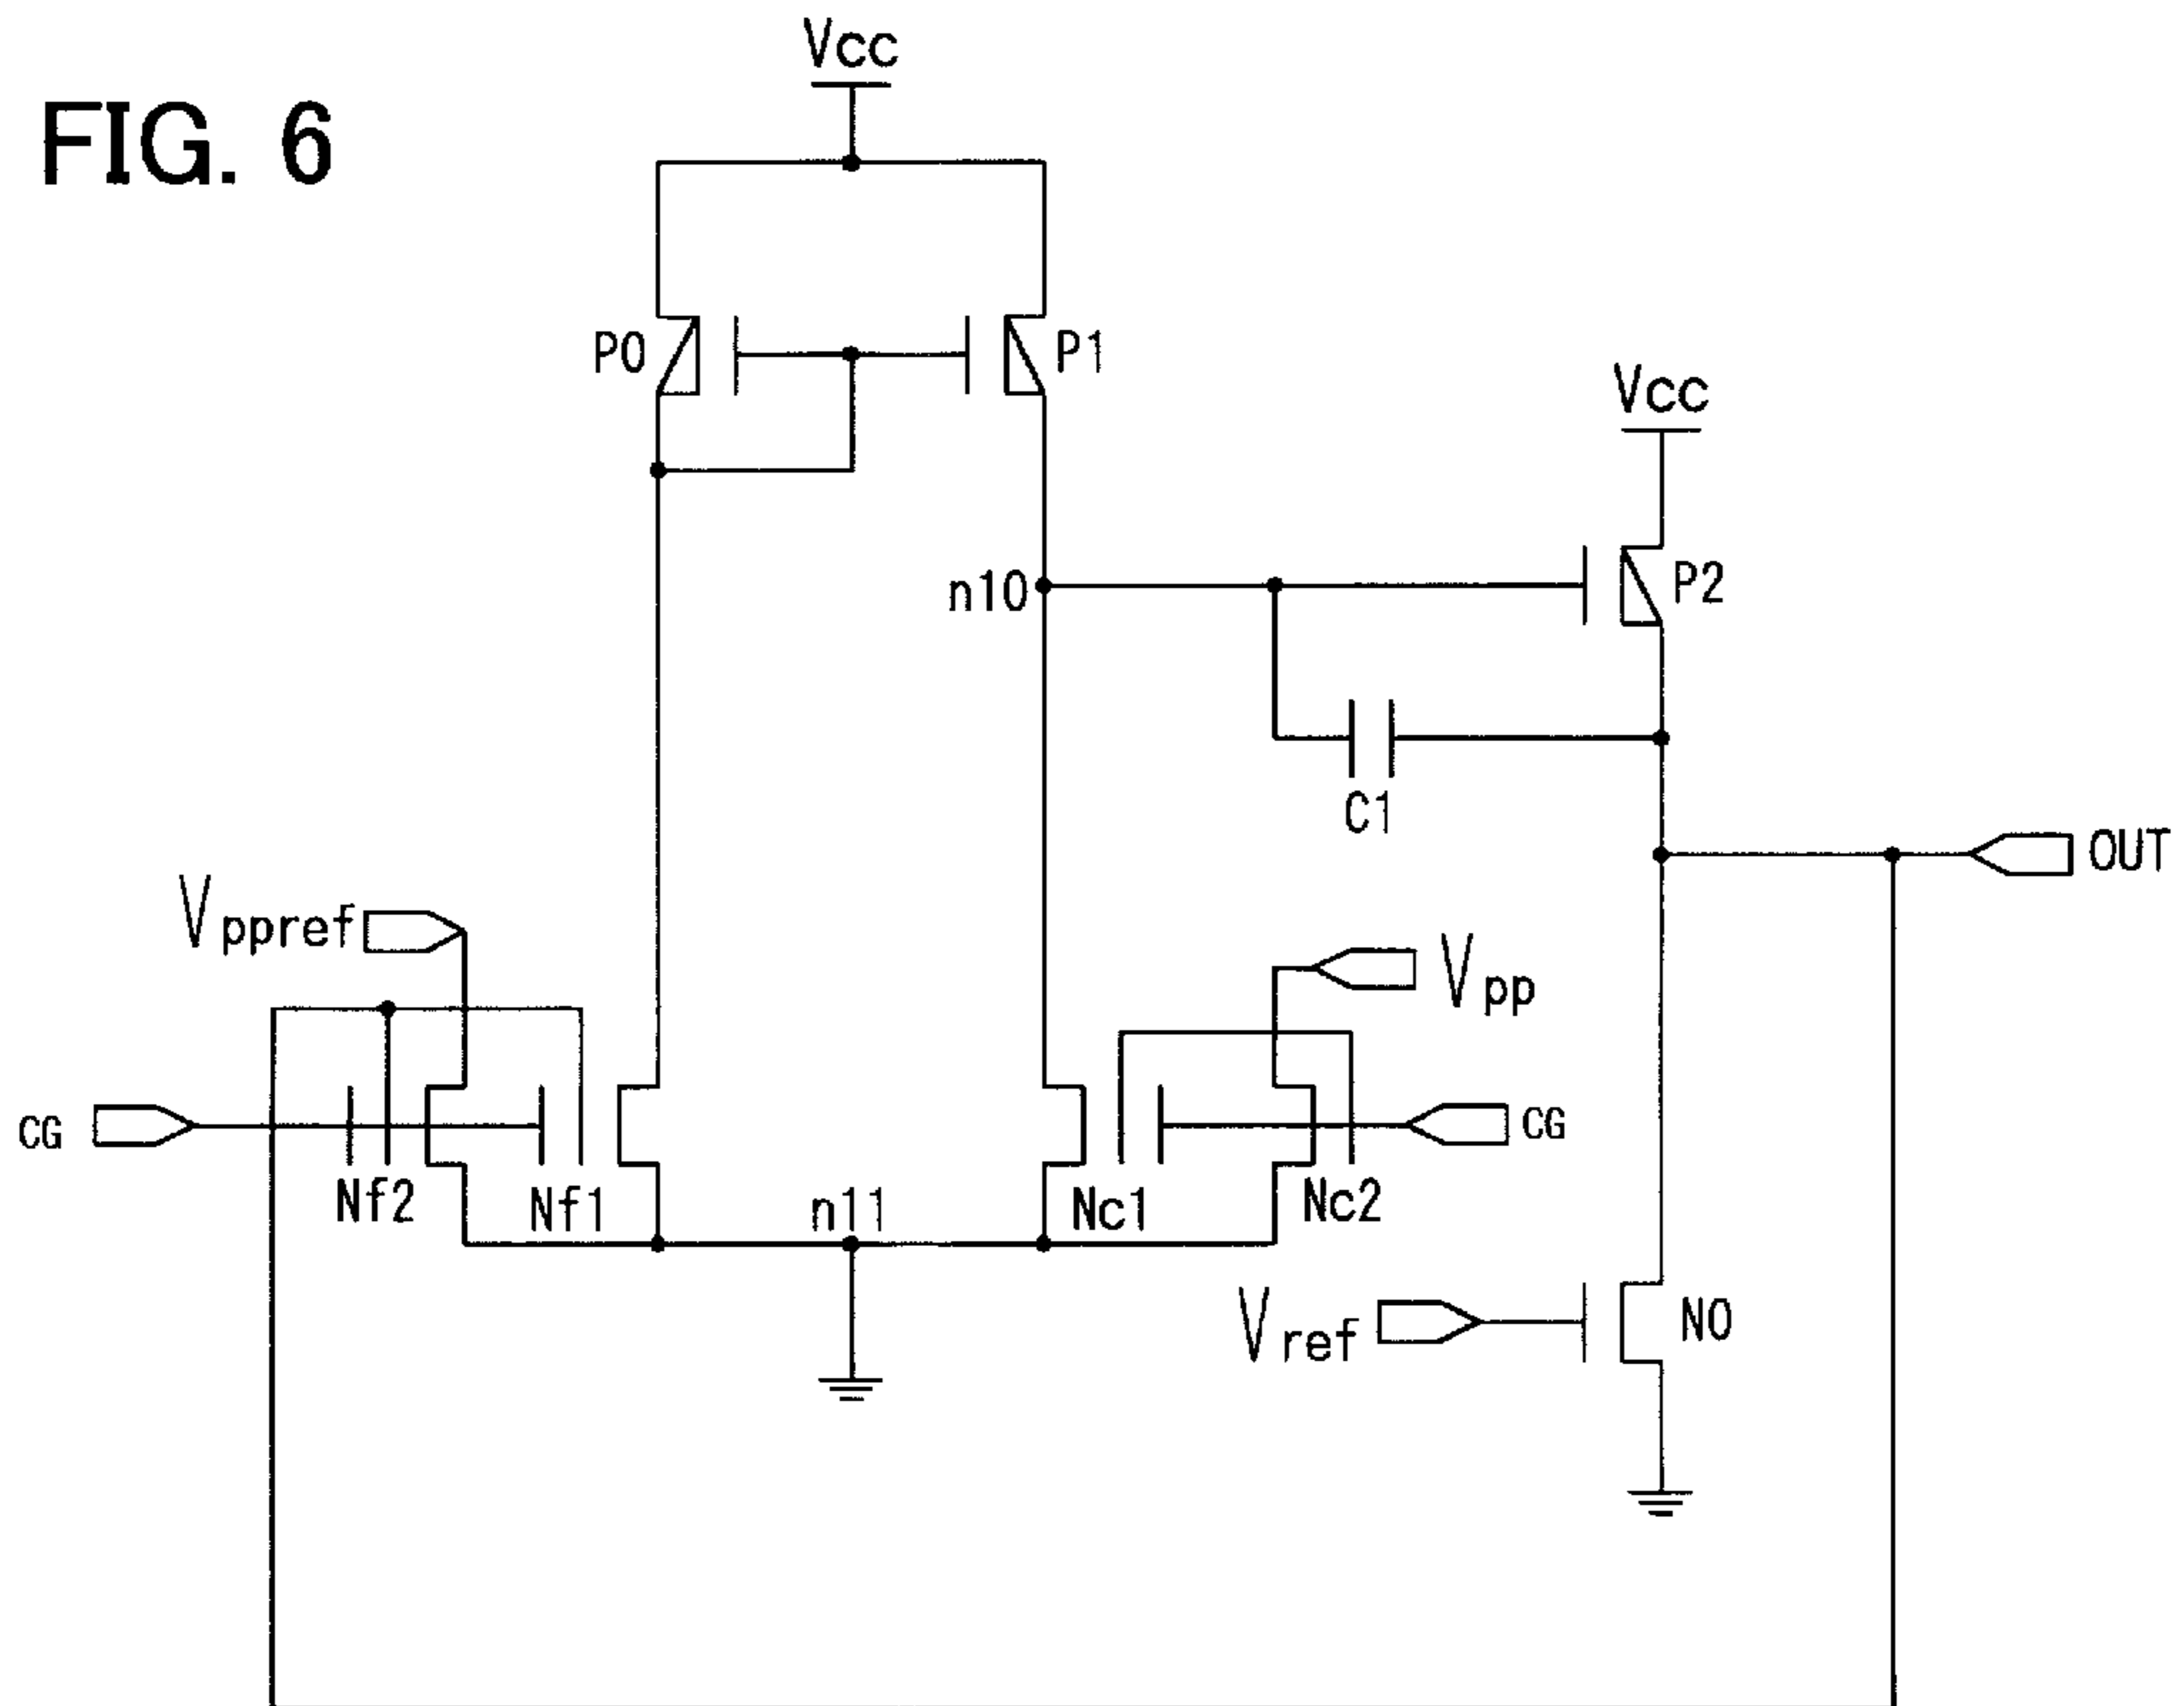 FIG. 6
Vcc
P0
P1
Vcc
n10
P2
C1
OUT
Vppref
Vpp
CG
CG
Nf2
Nf1
n11
Nc1
Nc2
Vref
N0